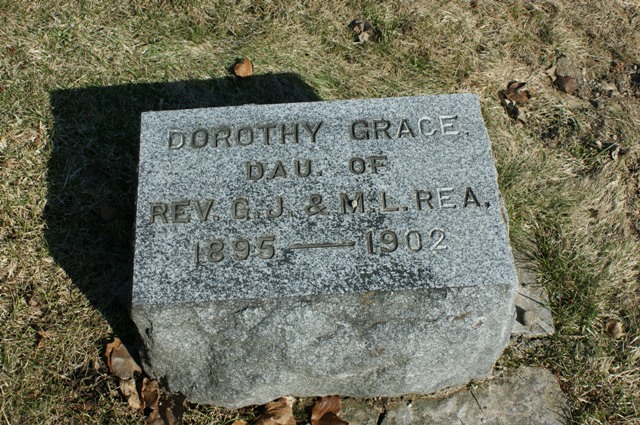 DOROTHY GRACE.
DAU. OF
REV. G. J. & M. L. REA,
1895 — 1902